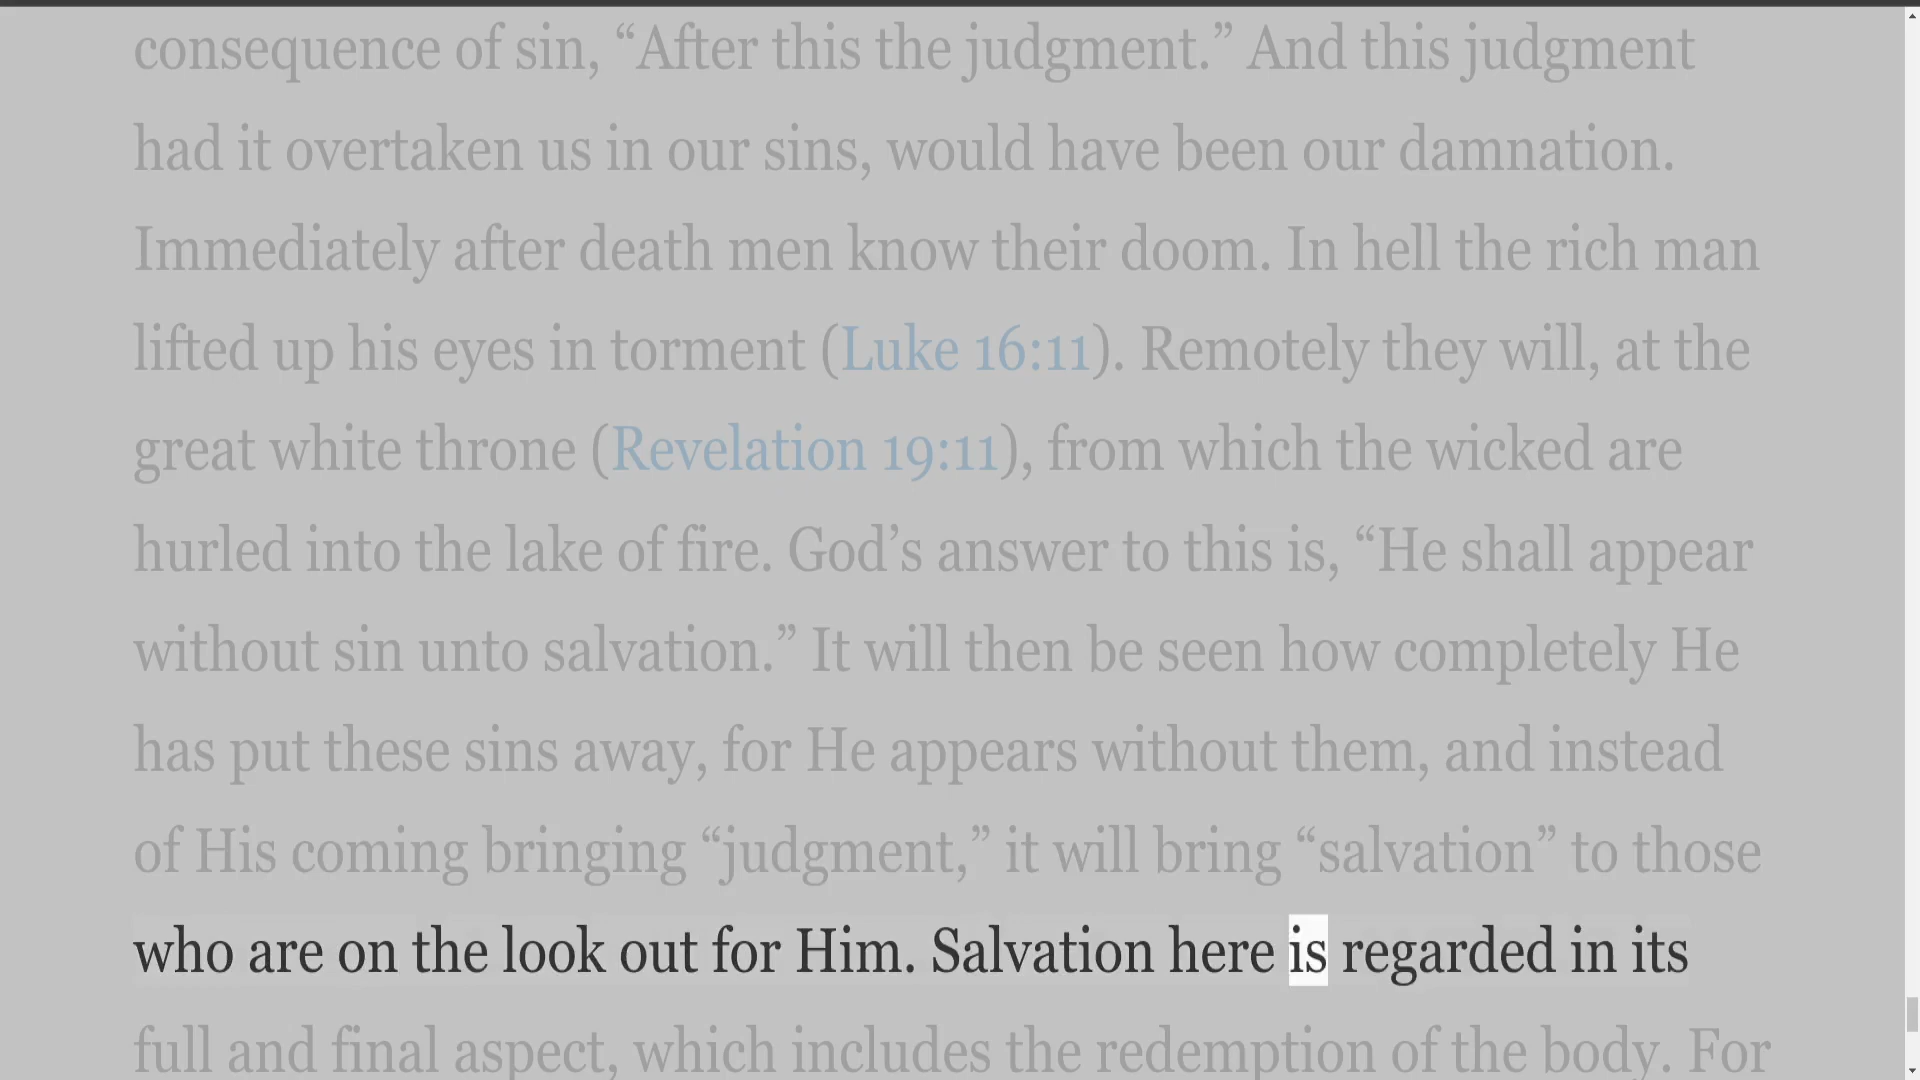 consequence of sin, “After this the judgment.” And this judgment
had it overtaken us in our sins, would have been our damnation.
Immediately after death men know their doom. In hell the rich man
lifted up his eyes in torment (Luke 16:11). Remotely they will, at the
great white throne (Revelation 19:11), from which the wicked are
hurled into the lake of fire. God’s answer to this is, “He shall appear
without sin unto salvation.” It will then be seen how completely He
has put these sins away, for He appears without them, and instead
of His coming bringing “judgment,” it will bring “salvation” to those
who are on the look out for Him. Salvation here is regarded in its
full and final aspect, which includes the redemption of the body. For